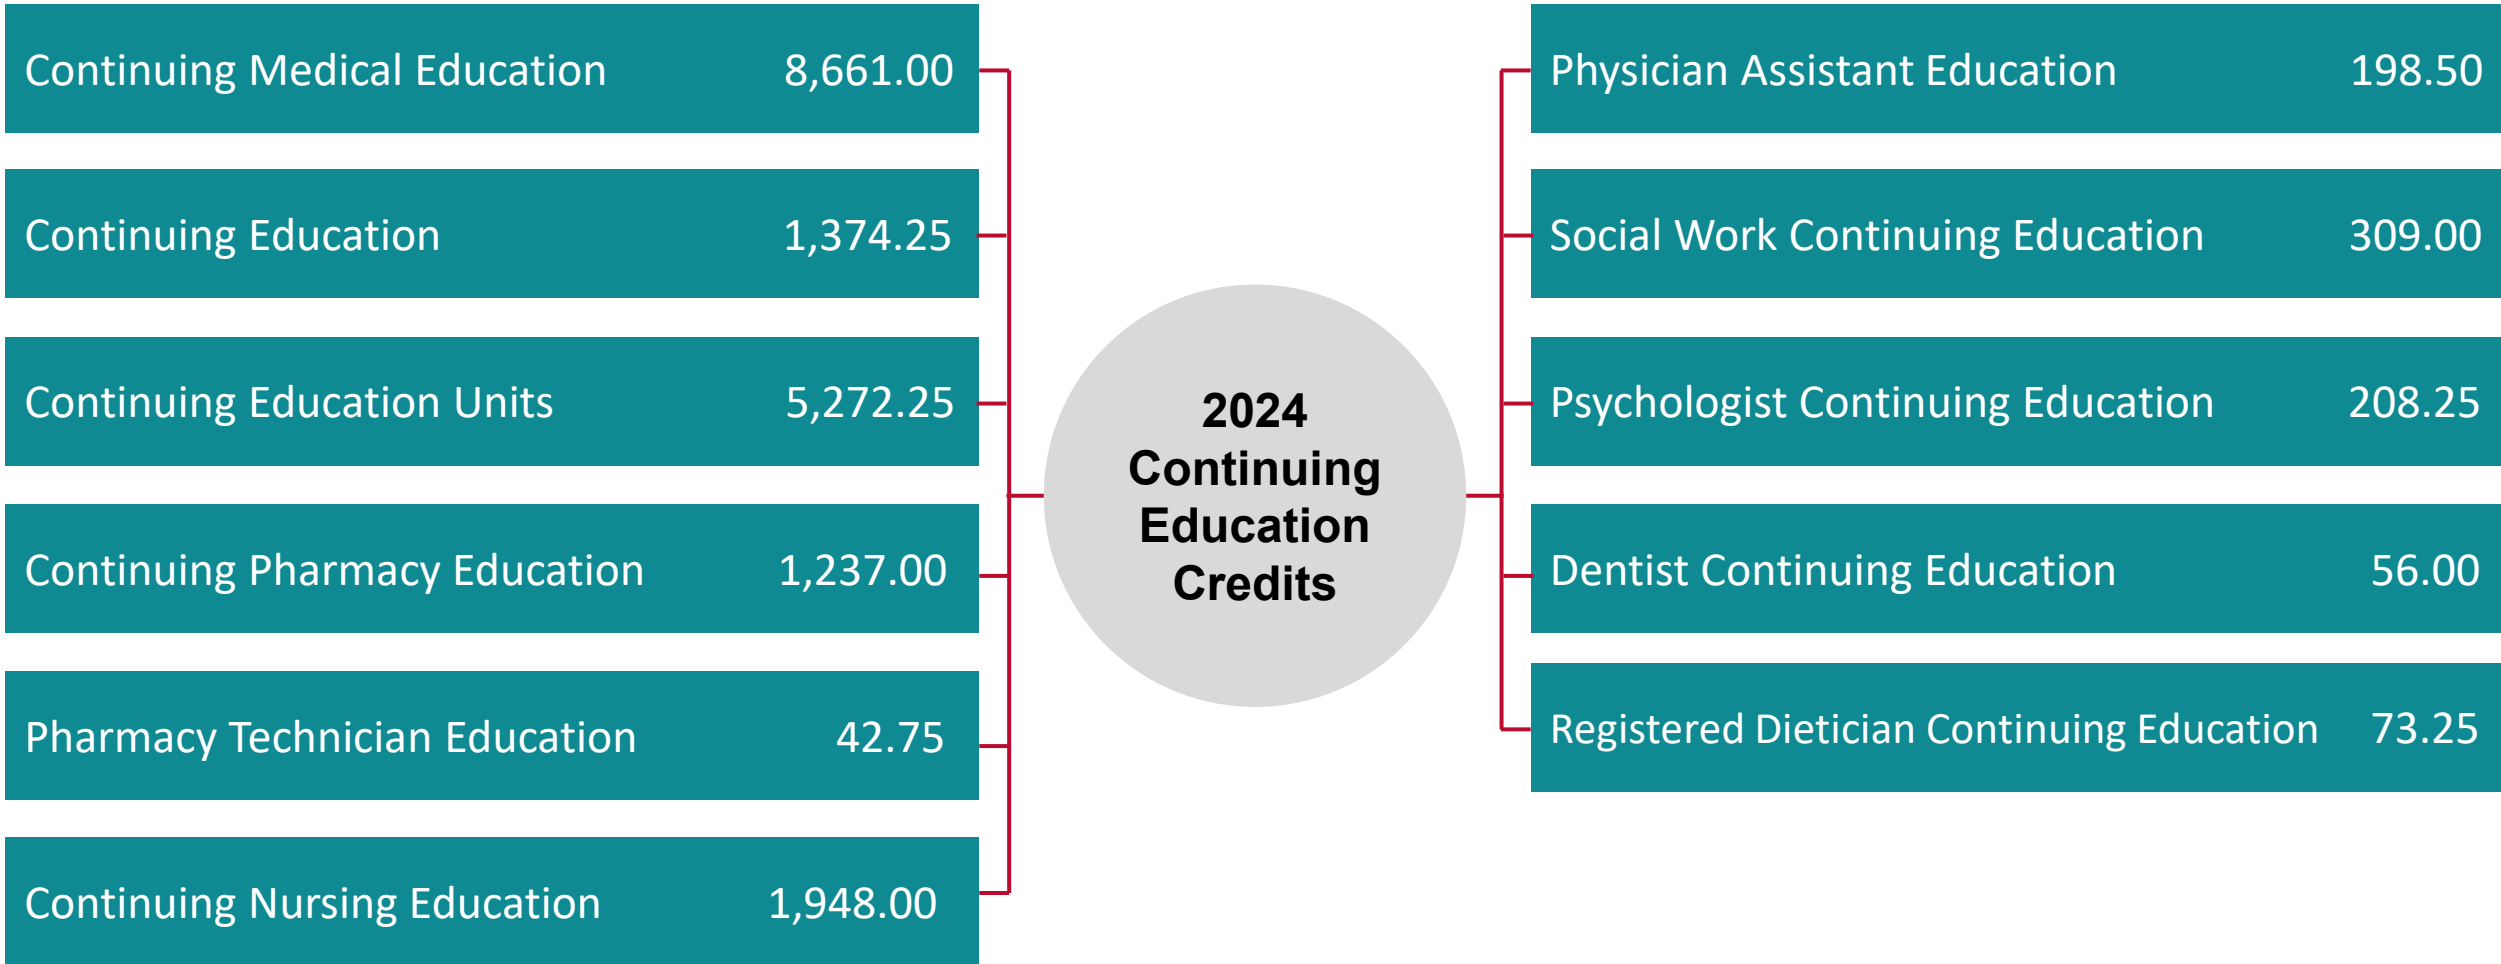 Continuing Medical Education 8,661.00
Continuing Education 1,374.25
Continuing Education Units 5,272.25
Continuing Pharmacy Education 1,237.00
Pharmacy Technician Education 42.75
Continuing Nursing Education 1,948.00
2024
Continuing
Education
Credits
Physician Assistant Education 198.50
Social Work Continuing Education 309.00
Psychologist Continuing Education 208.25
Dentist Continuing Education 56.00
Registered Dietician Continuing Education 73.25